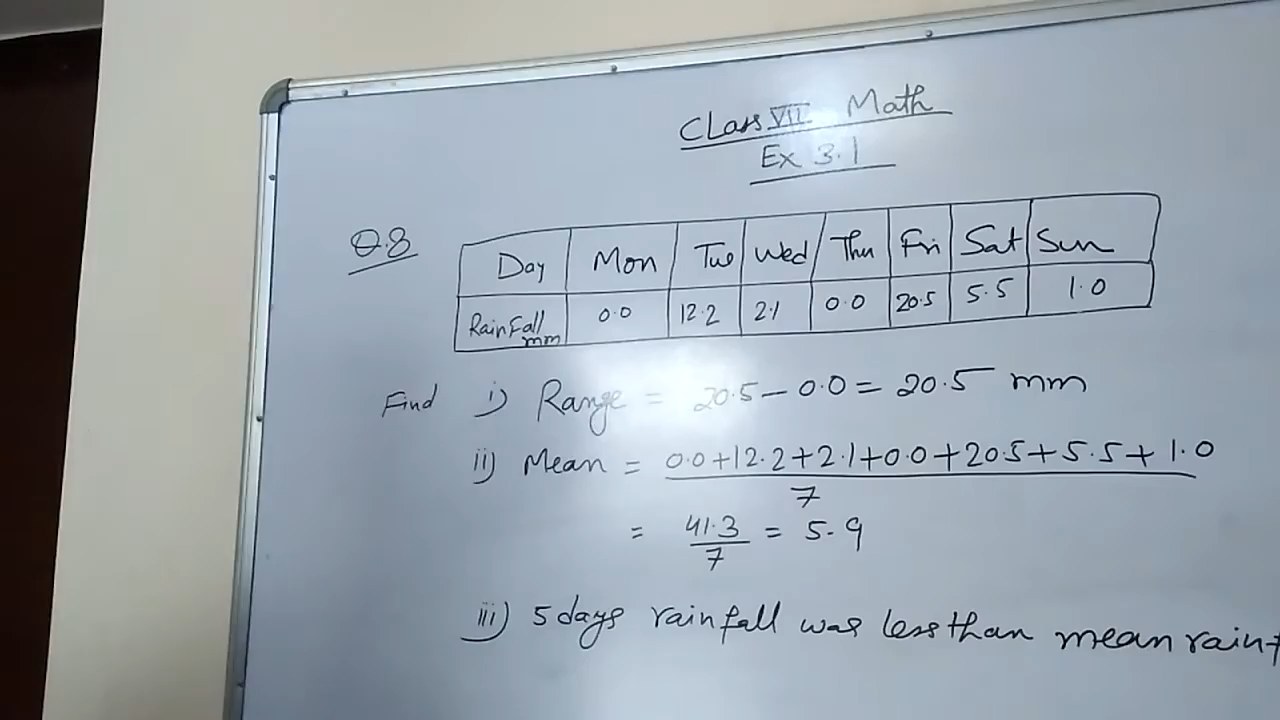 Class VII Math
Ex 3.1
Q.8
Day Mon Tue Wed Thu Fri Sat Sun
Rainfall mm 0.0 12.2 2.1 0.0 20.5 5.5 1.0
Find i) Range = 20.5 - 0.0 = 20.5 mm
ii) Mean = 0.0+12.2+2.1+0.0+20.5+5.5+1.0
7
= 41.3/7 = 5.9
iii) 5 days rainfall was less than mean rainf